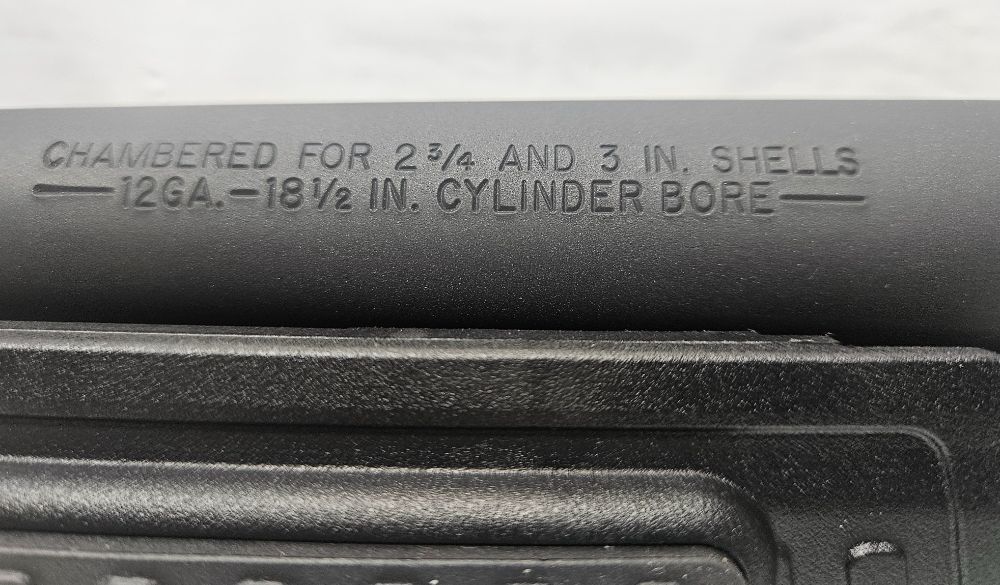 CHAMBERED FOR 2 3/4 AND 3 IN. SHELLS
—12GA.–18 1/2 IN. CYLINDER BORE—